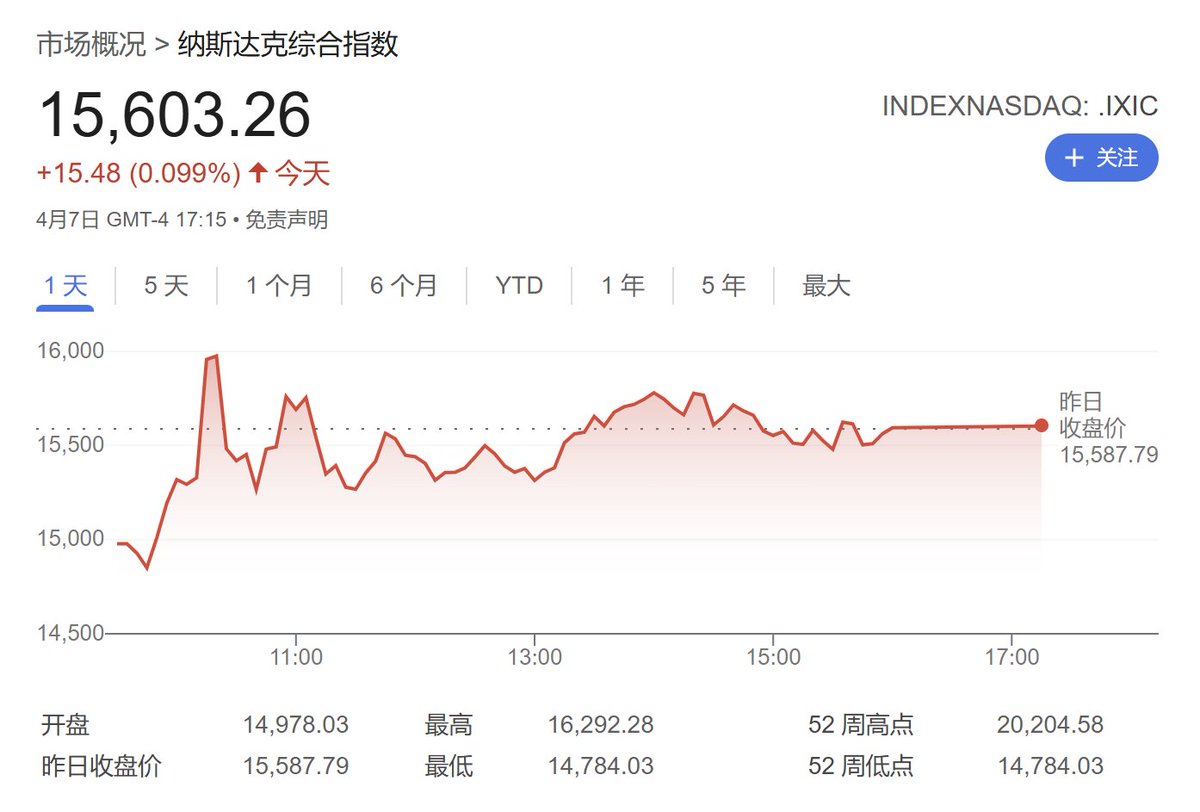 市场概况 > 纳斯达克综合指数
15,603.26
INDEXNASDAQ: .IXIC
+ 关注
+15.48 (0.099%) ↑ 今天
4月7日 GMT-4 17:15 • 免责声明
1 天 5 天 1 个月 6 个月 YTD 1 年 5 年 最大
16,000
15,500
15,000
14,500
昨日
收盘价
15,587.79
11:00 13:00 15:00 17:00
开盘 14,978.03 最高 16,292.28 52 周高点 20,204.58
昨日收盘价 15,587.79 最低 14,784.03 52 周低点 14,784.03